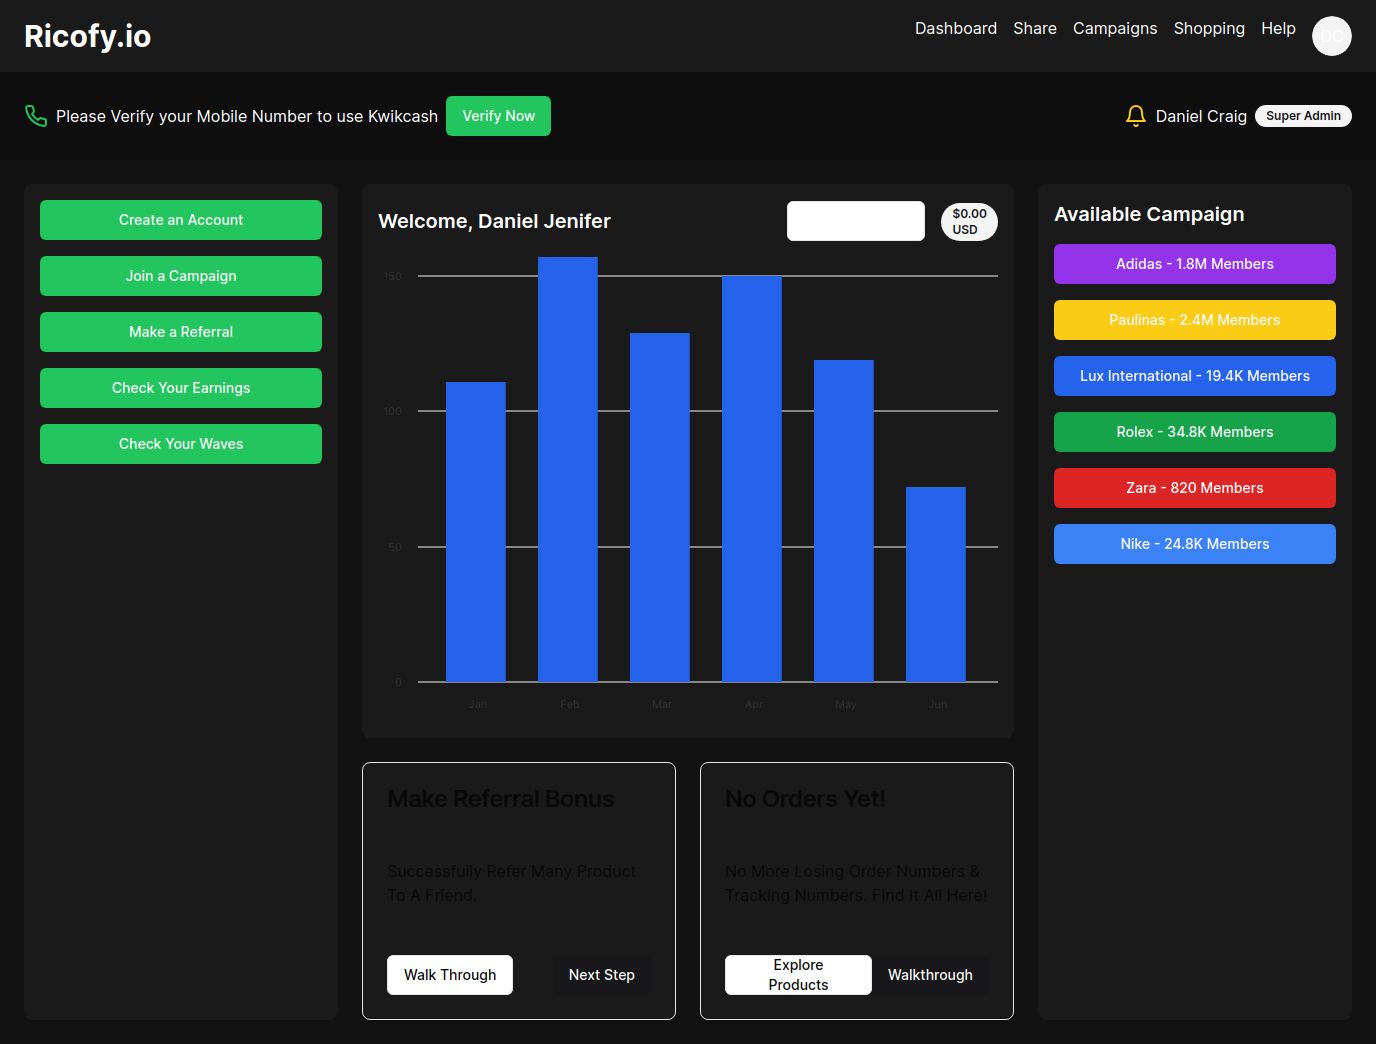 Ricofy.io
Dashboard Share Campaigns Shopping Help DC
Please Verify your Mobile Number to use Kwikcash Verify Now
Daniel Craig Super Admin
Create an Account
Join a Campaign
Make a Referral
Check Your Earnings
Check Your Waves
Welcome, Daniel Jenifer
$0.00
USD
150
100
50
0
Jan Feb Mar Apr May Jun
Make Referral Bonus
Successfully Refer Many Product
To A Friend.
Walk Through Next Step
No Orders Yet!
No More Losing Order Numbers &
Tracking Numbers. Find It All Here!
Explore
Products
Walkthrough
Available Campaign
Adidas - 1.8M Members
Paulinas - 2.4M Members
Lux International - 19.4K Members
Rolex - 34.8K Members
Zara - 820 Members
Nike - 24.8K Members